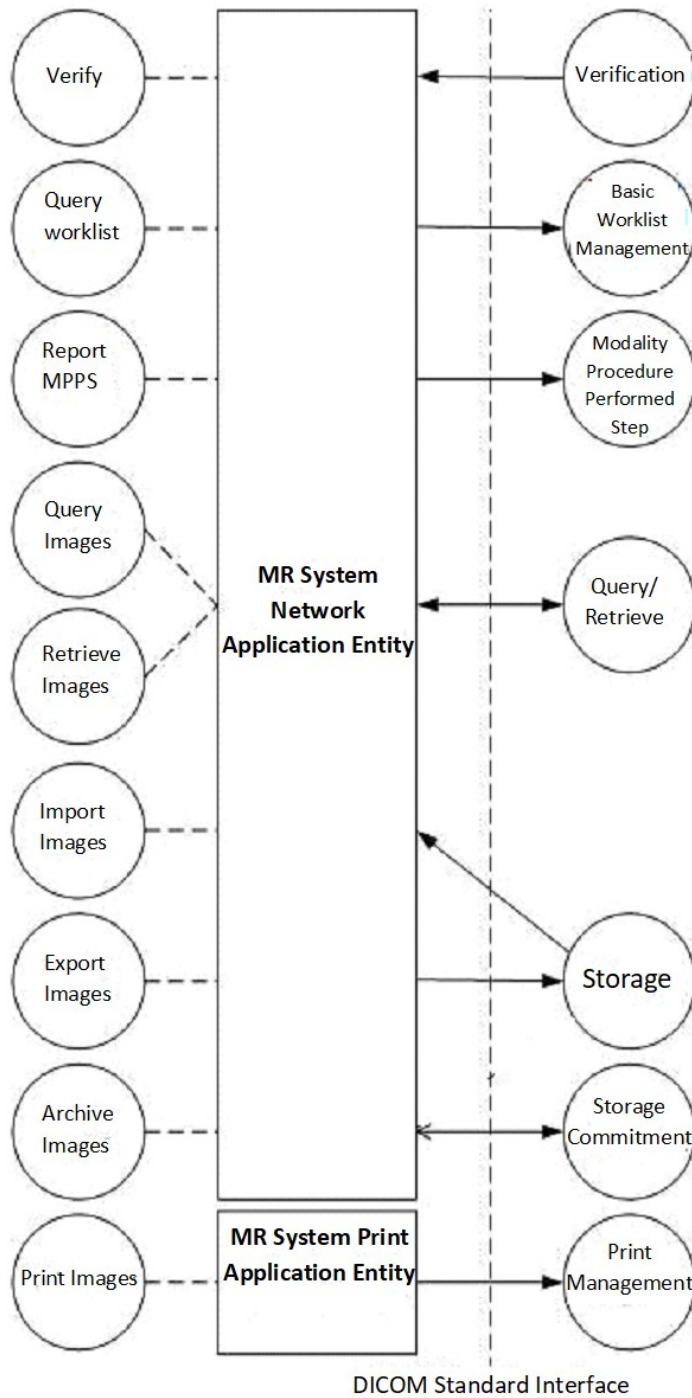 Verify
Verification
Query
worklist
Basic
Worklist
Management
Report
MPPS
Modality
Procedure
Performed
Step
Query
Images
MR System
Network
Application Entity
Query/
Retrieve
Retrieve
Images
Import
Images
Export
Images
Storage
Archive
Images
Storage
Commitment
Print Images
MR System Print
Application Entity
Print
Management
DICOM Standard Interface